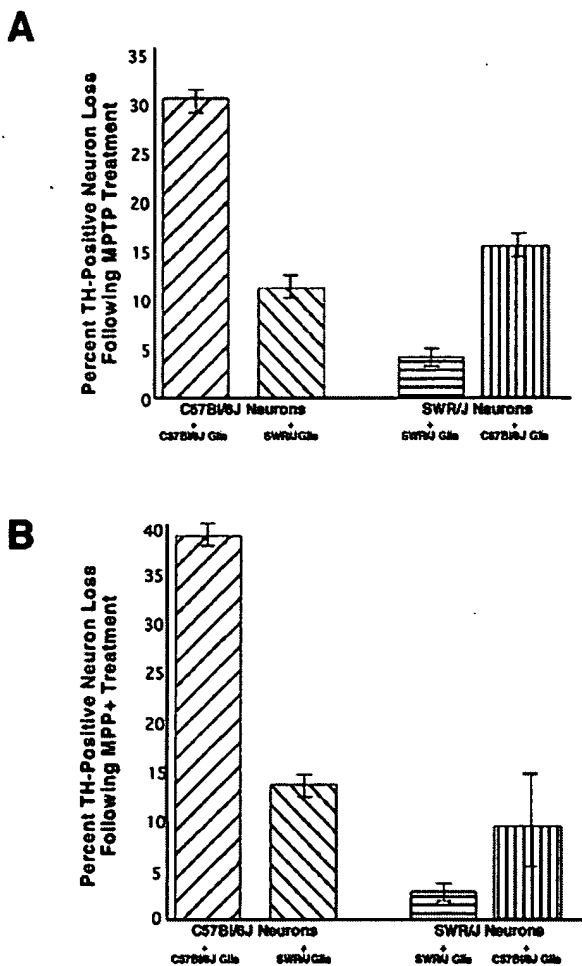 A
Percent TH-Positive Neuron Loss
Following MPTP Treatment
35
30
25
20
15
10
5
0
C57Bl/6J Neurons
SWR/J Neurons
+
+
+
+
C57Bl/6J Glia
SWR/J Glia
SWR/J Glia
C57Bl/6J Glia
B
Percent TH-Positive Neuron Loss
Following MPP+ Treatment
40
35
30
25
20
15
10
5
0
C57Bl/6J Neurons
SWR/J Neurons
+
+
+
+
C57Bl/6J Glia
SWR/J Glia
SWR/J Glia
C57Bl/6J Glia